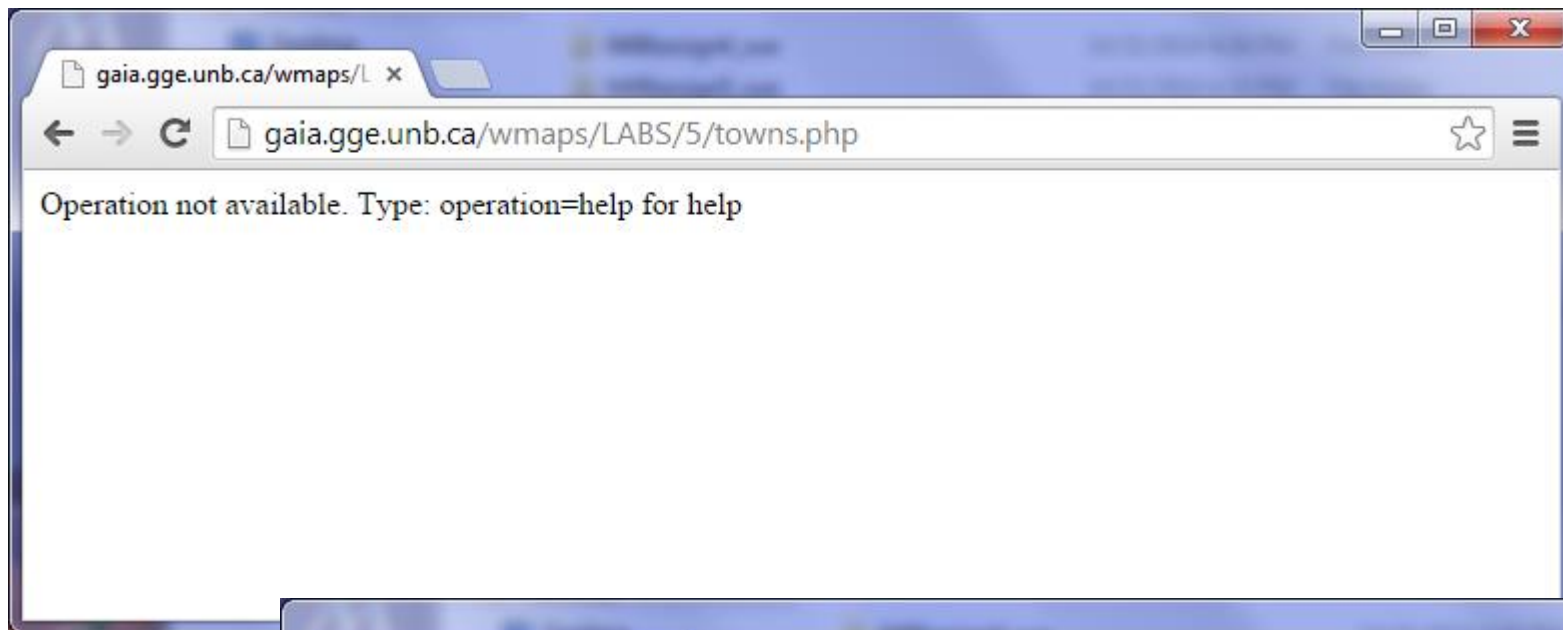 gaia.gge.unb.ca/wmaps/L
gaia.gge.unb.ca/wmaps/LABS/5/towns.php
Operation not available. Type: operation=help for help